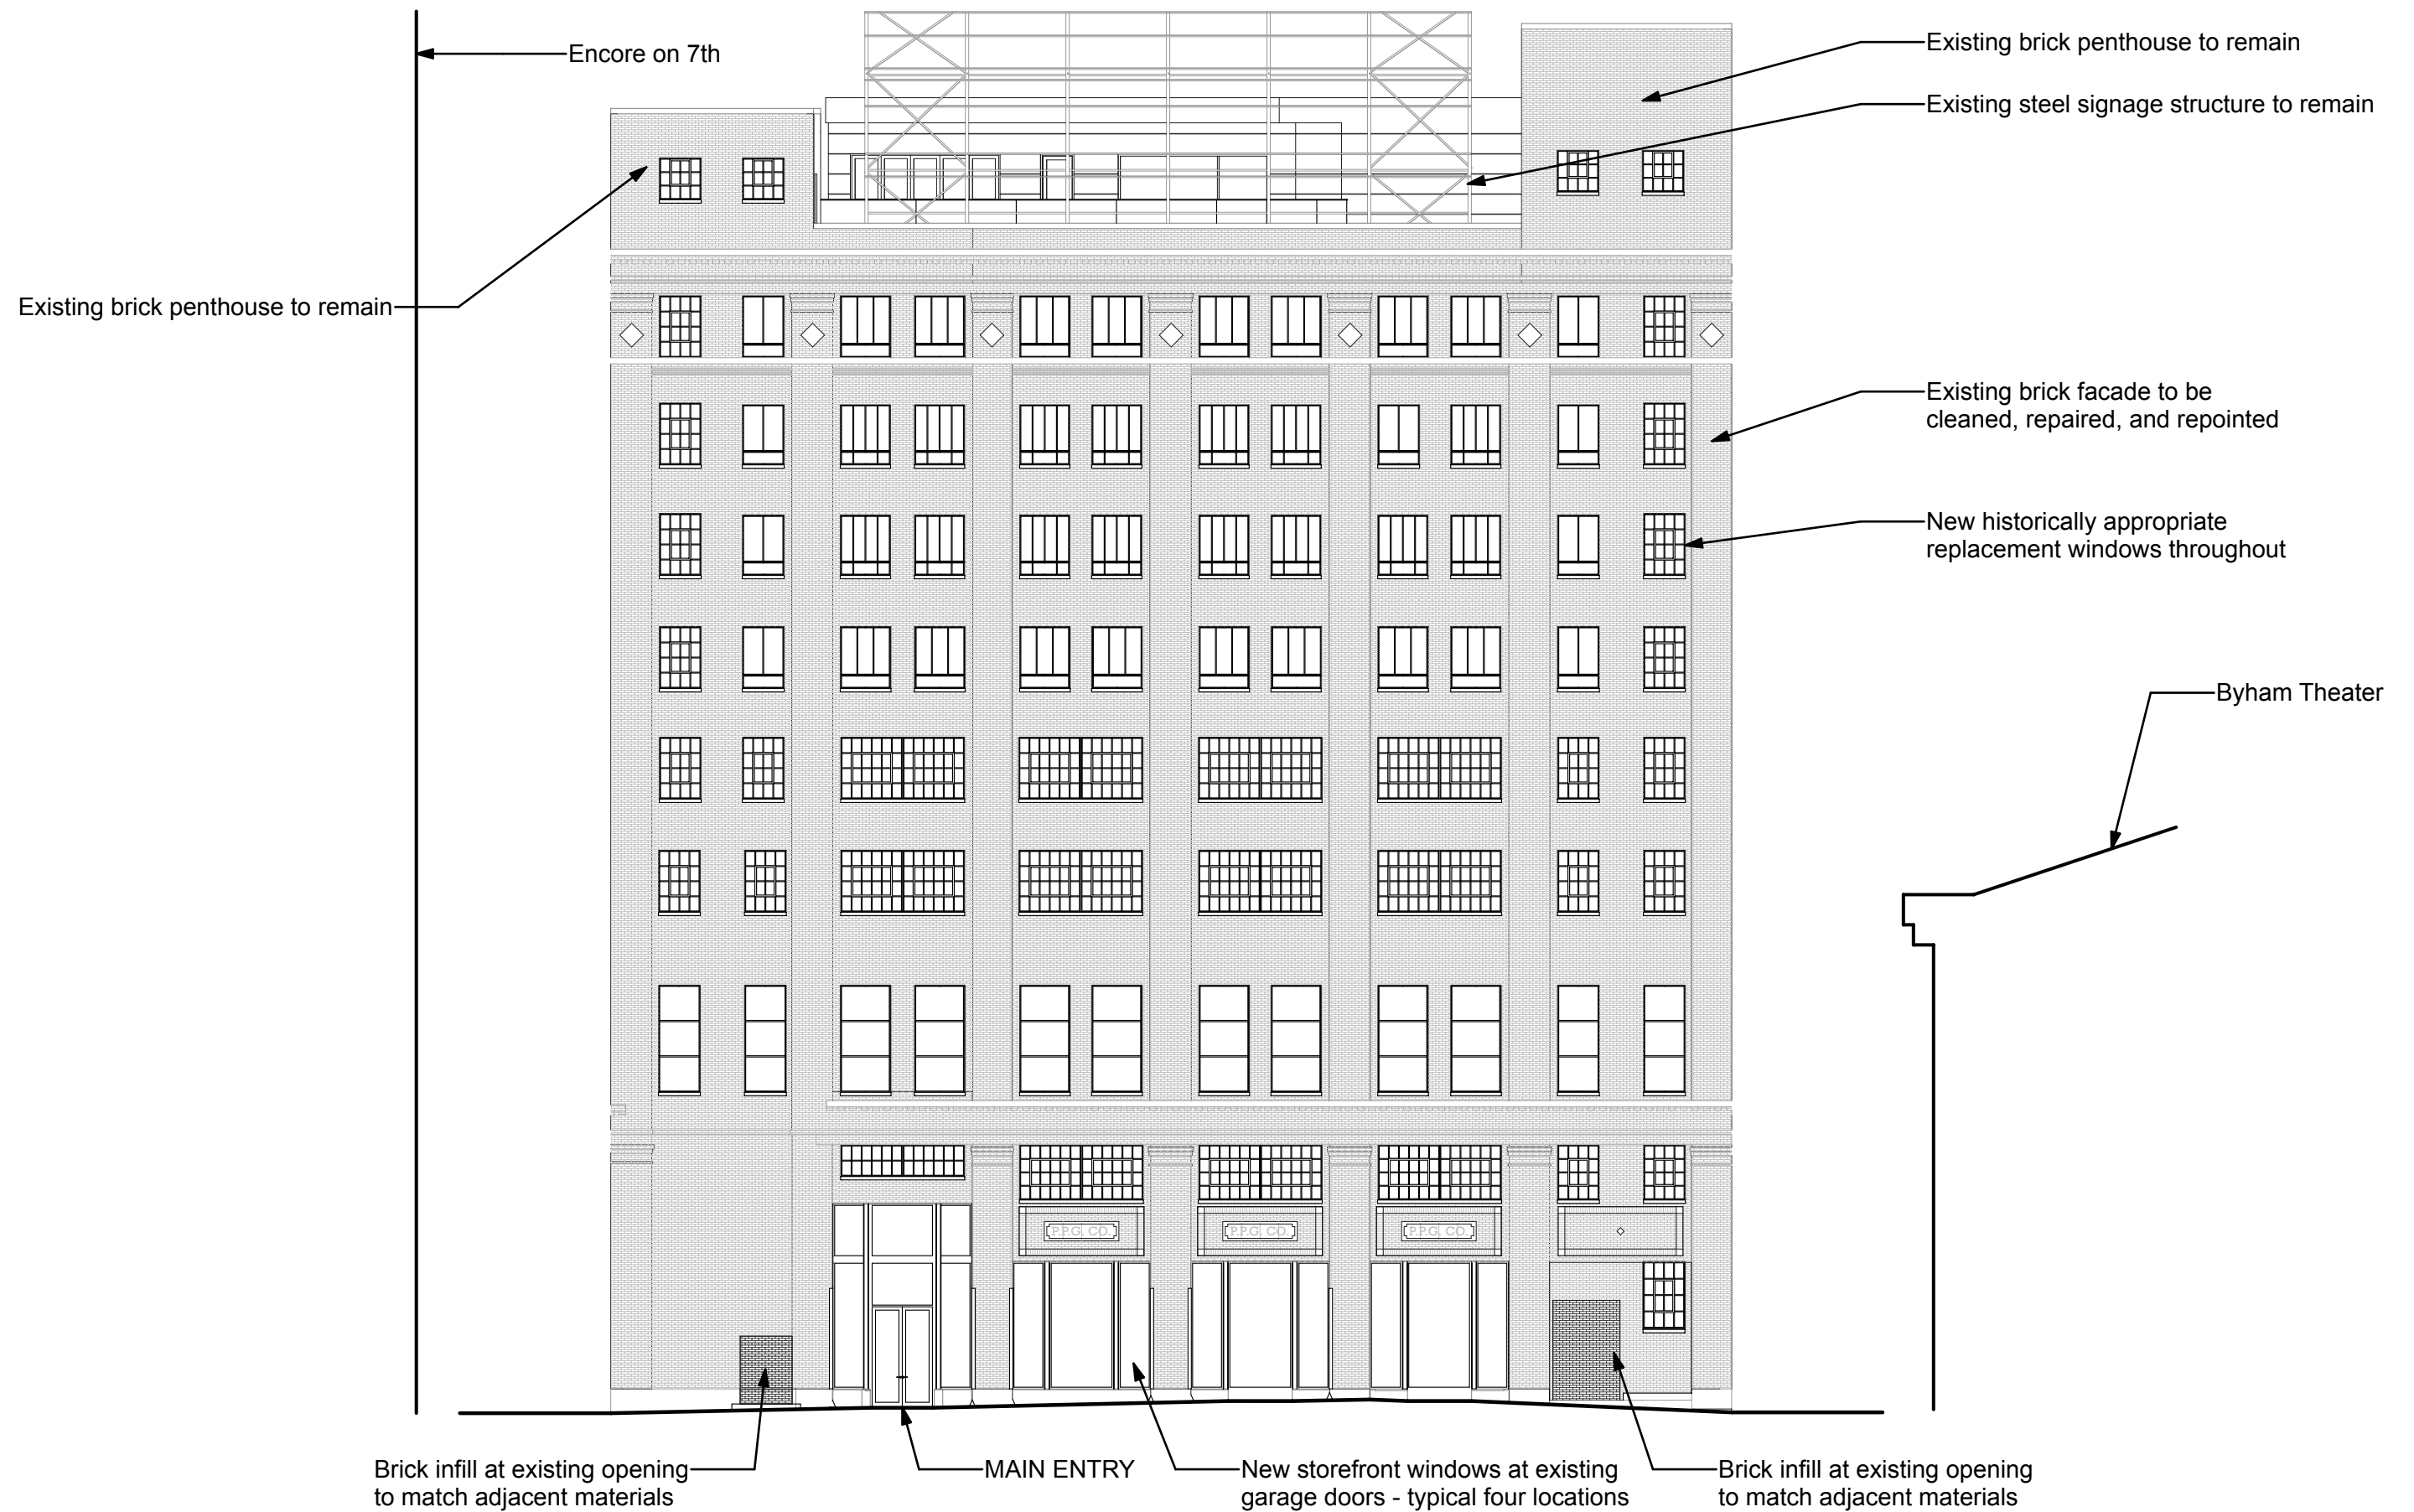 Encore on 7th
Existing brick penthouse to remain
Existing steel signage structure to remain
Existing brick penthouse to remain
Existing brick facade to be
cleaned, repaired, and repointed
New historically appropriate
replacement windows throughout
Byham Theater
P.P.G. CO.
P.P.G. CO.
P.P.G. CO.
Brick infill at existing opening
to match adjacent materials
MAIN ENTRY
New storefront windows at existing
garage doors - typical four locations
Brick infill at existing opening
to match adjacent materials